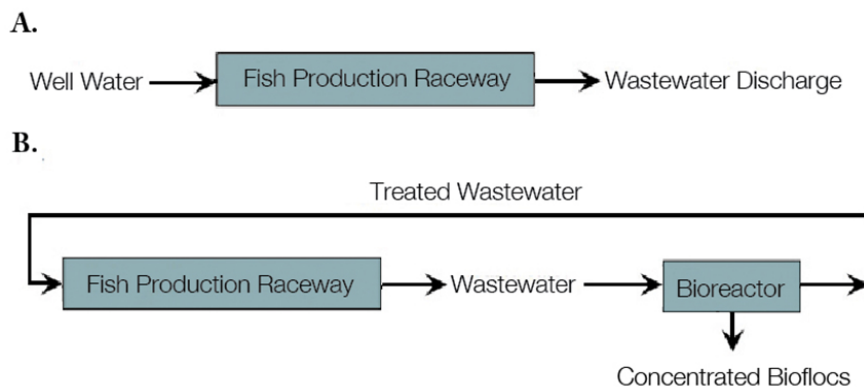 A.
Well Water
Fish Production Raceway
Wastewater Discharge
B.
Treated Wastewater
Fish Production Raceway
Wastewater
Bioreactor
Concentrated Bioflocs